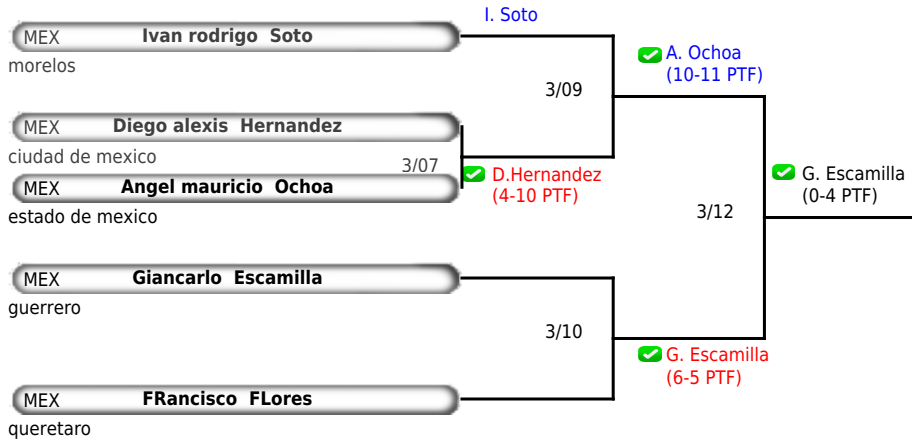 I. Soto
MEX Ivan rodrigo Soto
morelos
A. Ochoa
(10-11 PTF)
3/09
MEX Diego alexis Hernandez
ciudad de mexico
3/07
D.Hernandez
(4-10 PTF)
MEX Angel mauricio Ochoa
estado de mexico
G. Escamilla
(0-4 PTF)
3/12
MEX Giancarlo Escamilla
guerrero
3/10
G. Escamilla
(6-5 PTF)
MEX FRancisco FLores
queretaro